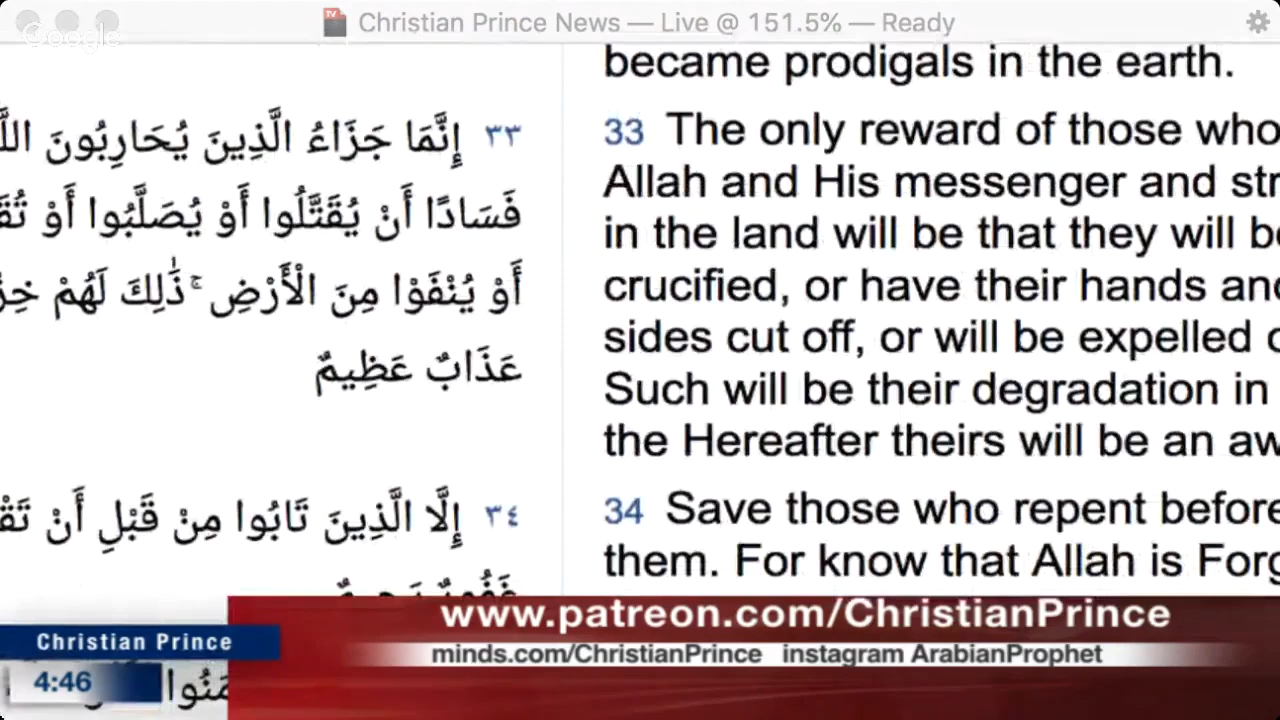 Google
Christian Prince News — Live @ 151.5% — Ready
became prodigals in the earth.
٣٣ إِنَّمَا جَزَاءُ الَّذِينَ يُحَارِبُونَ
فَسَادًا أَنْ يُقَتَّلُوا أَوْ يُصَلَّبُوا أَوْ
أَوْ يُنْفَوْا مِنَ الْأَرْضِ ۚ ذَٰلِكَ لَهُمْ
عَذَابٌ عَظِيمٌ
33 The only reward of those who
Allah and His messenger and
in the land will be that they will
crucified, or have their hands
sides cut off, or will be expelled
Such will be their degradation in
the Hereafter theirs will be an
٣٤ إِلَّا الَّذِينَ تَابُوا مِنْ قَبْلِ أَنْ
34 Save those who repent before
them. For know that Allah is
www.patreon.com/ChristianPrince
Christian Prince
minds.com/ChristianPrince instagram ArabianProphet
4:46